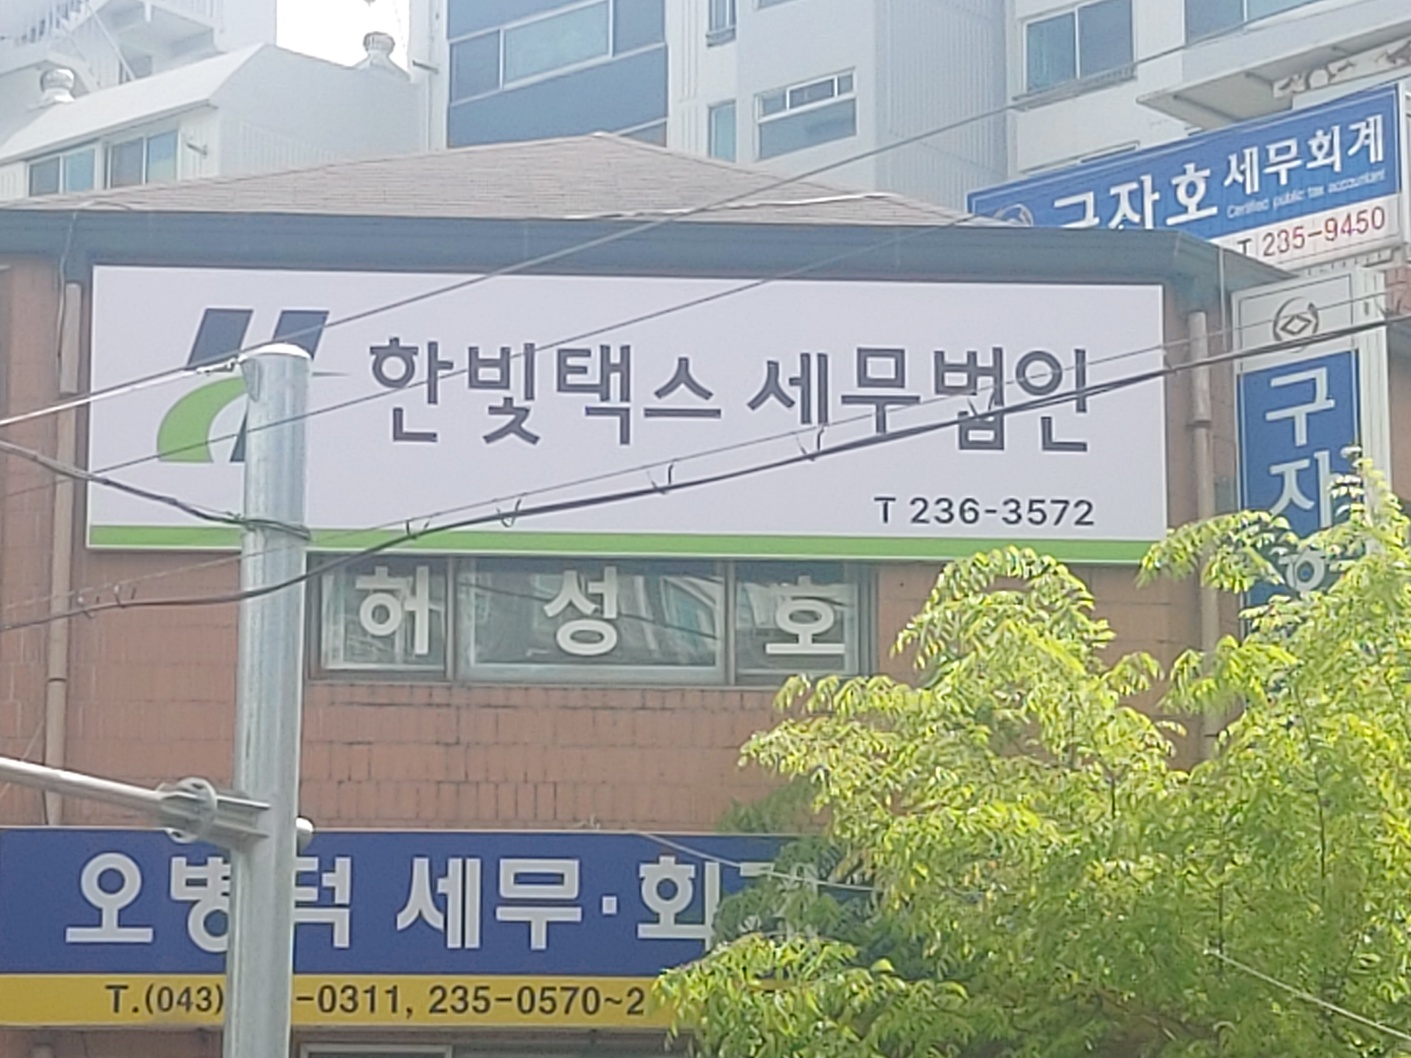 구자호 세무회계
Certified public tax accountant
T 235-9450
한빛택스 세무법인
T 236-3572
구자호
허성호
오병덕 세무·회
T.(043) -0311, 235-0570~2